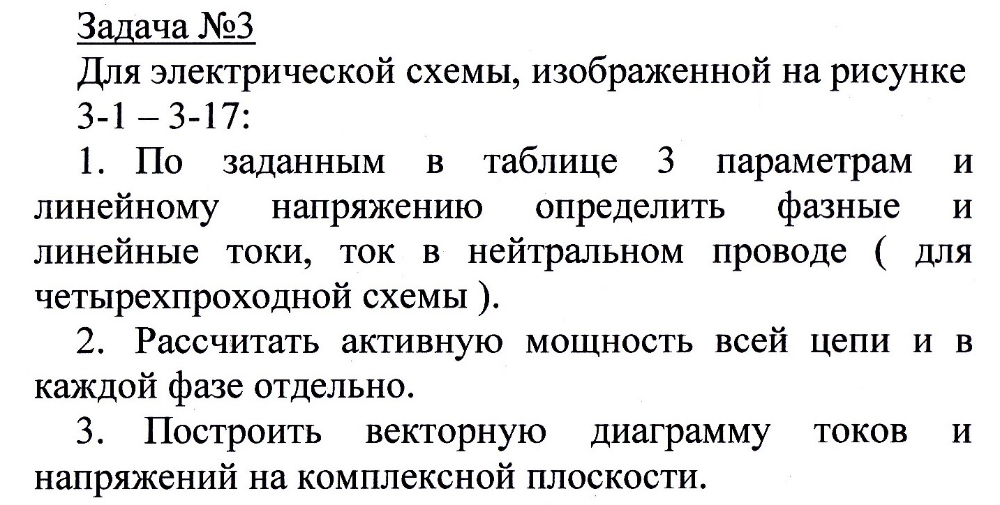 Задача №3
Для электрической схемы, изображенной на рисунке
3-1 – 3-17:
1. По заданным в таблице 3 параметрам и
линейному напряжению определить фазные и
линейные токи, ток в нейтральном проводе ( для
четырехпроходной схемы ).
2. Рассчитать активную мощность всей цепи и в
каждой фазе отдельно.
3. Построить векторную диаграмму токов и
напряжений на комплексной плоскости.